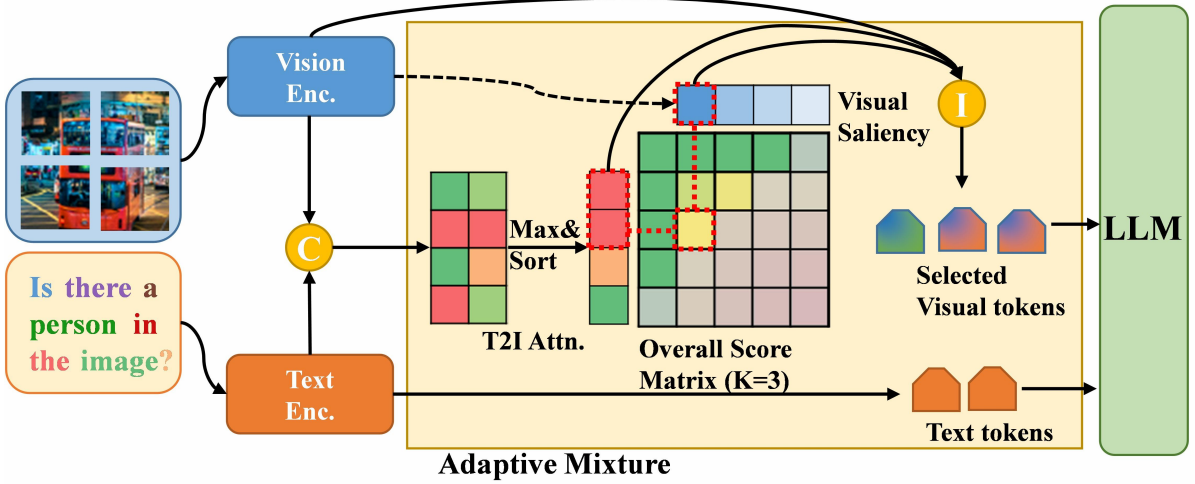 Vision
Enc.
Visual
Saliency
I
Is there a
person in
the image?
C
Max&
Sort
T2I Attn.
Overall Score
Matrix (K=3)
Selected
Visual tokens
LLM
Text
Enc.
Text tokens
Adaptive Mixture